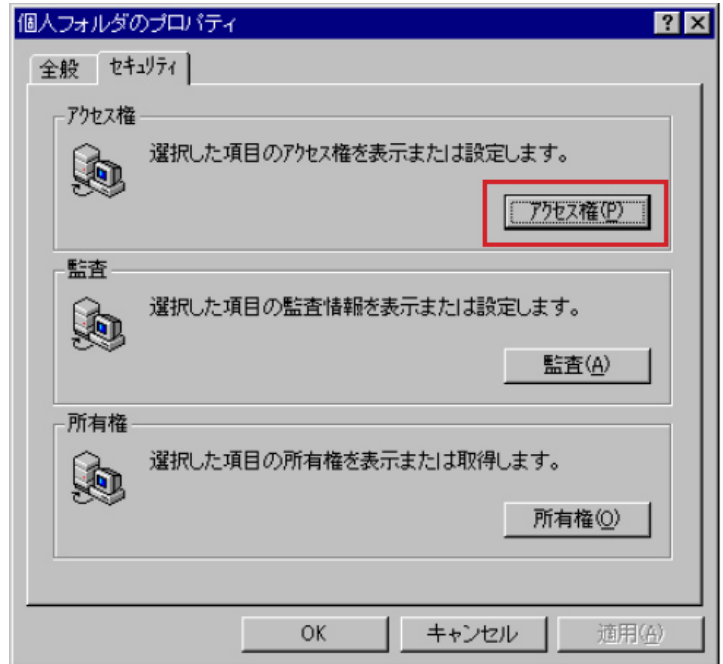 個人フォルダのプロパティ
全般 セキュリティ
アクセス権
選択した項目のアクセス権を表示または設定します。
アクセス権(P)
監査
選択した項目の監査情報を表示または設定します。
監査(A)
所有権
選択した項目の所有権を表示または取得します。
所有権(O)
OK キャンセル 適用(A)